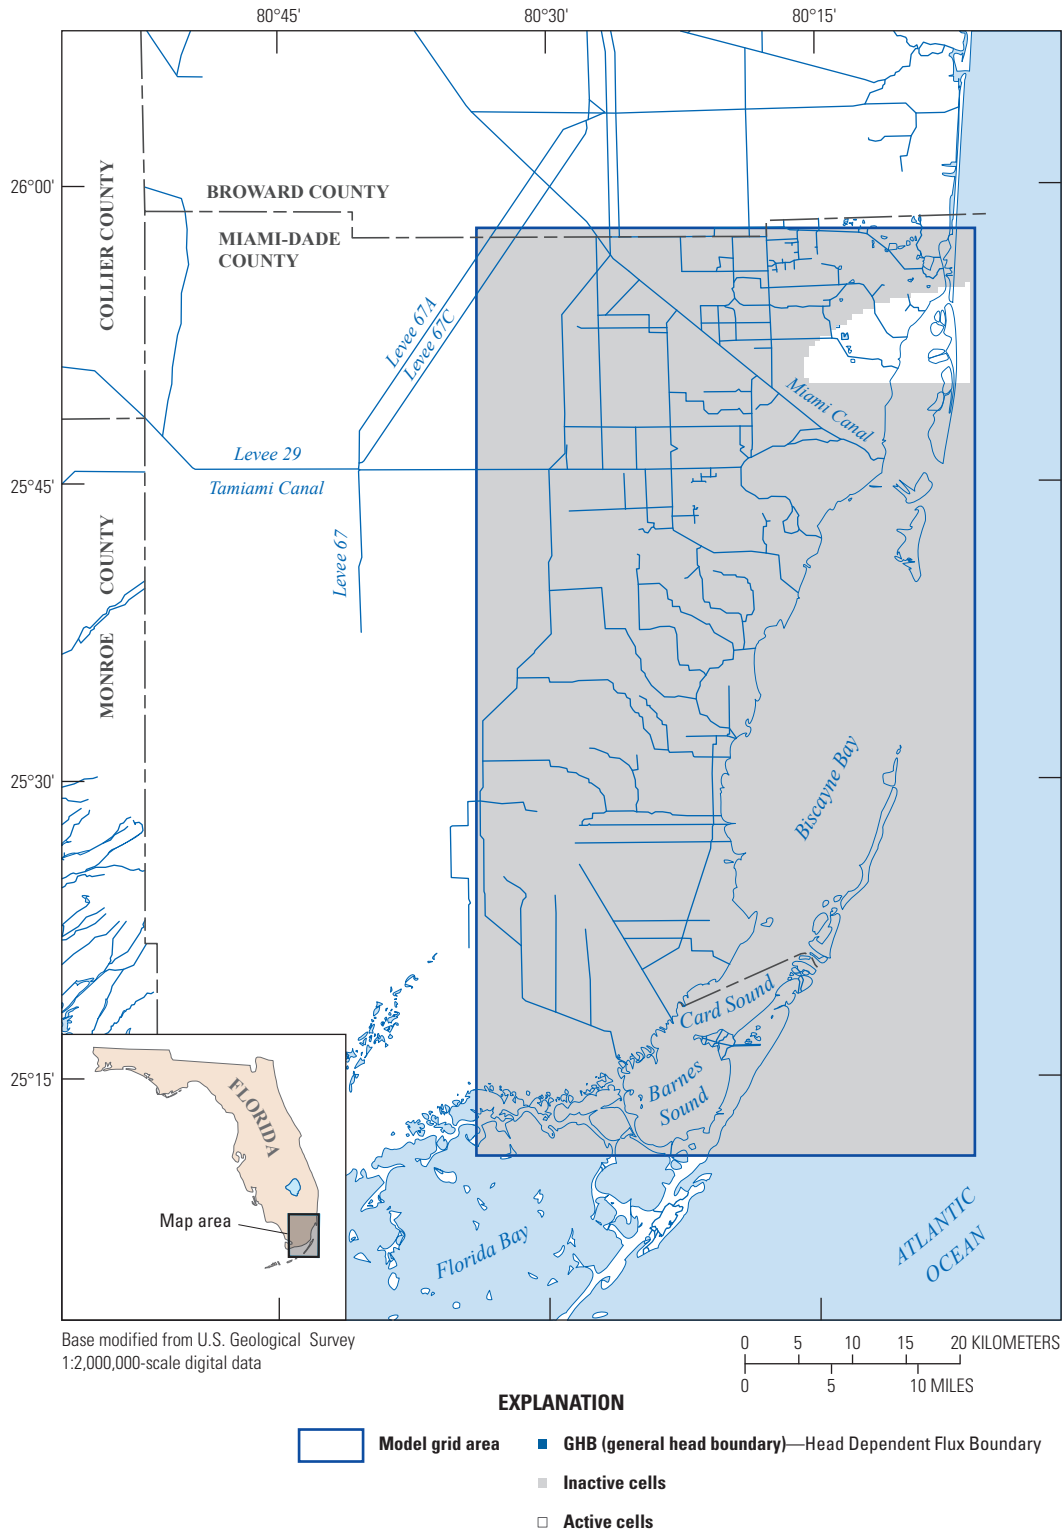 80°45'
80°30'
80°15'
26°00'
25°45'
25°30'
25°15'
COLLIER COUNTY
BROWARD COUNTY
MIAMI-DADE
COUNTY
Levee 67A
Levee 67C
Miami Canal
Levee 29
Tamiami Canal
Levee 67
MONROE COUNTY
Biscayne Bay
Card Sound
Barnes
Sound
FLORIDA
Map area
Florida Bay
ATLANTIC
OCEAN
Base modified from U.S. Geological Survey
1:2,000,000-scale digital data
0 5 10 15 20 KILOMETERS
0 5 10 MILES
EXPLANATION
Model grid area
GHB (general head boundary)—Head Dependent Flux Boundary
Inactive cells
Active cells